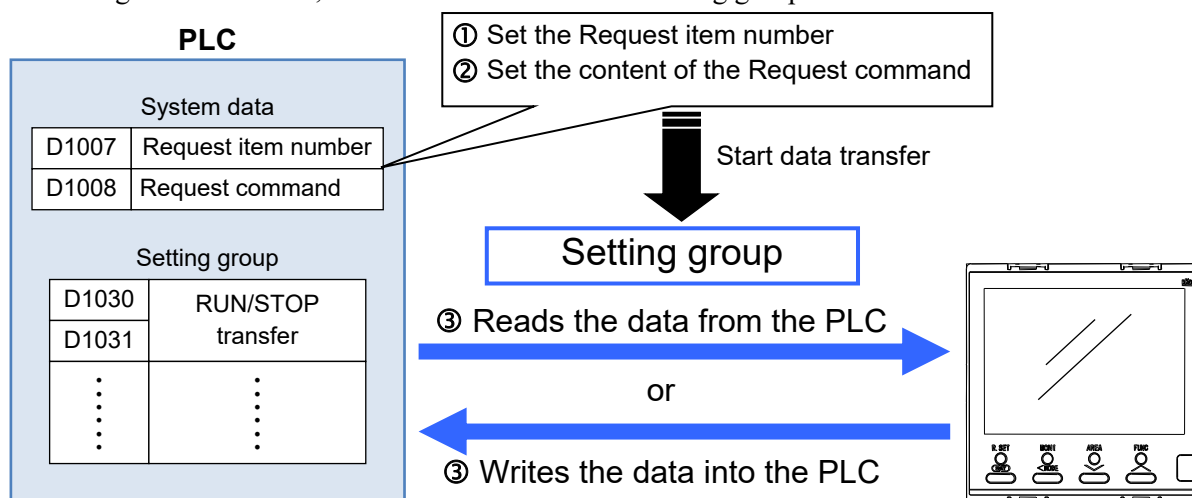 PLC
① Set the Request item number
② Set the content of the Request command
System data
D1007 Request item number
D1008 Request command
Start data transfer
Setting group
Setting group
D1030 RUN/STOP
D1031 transfer
③ Reads the data from the PLC
or
③ Writes the data into the PLC
R.SET MONI AREA FUNC
MODE